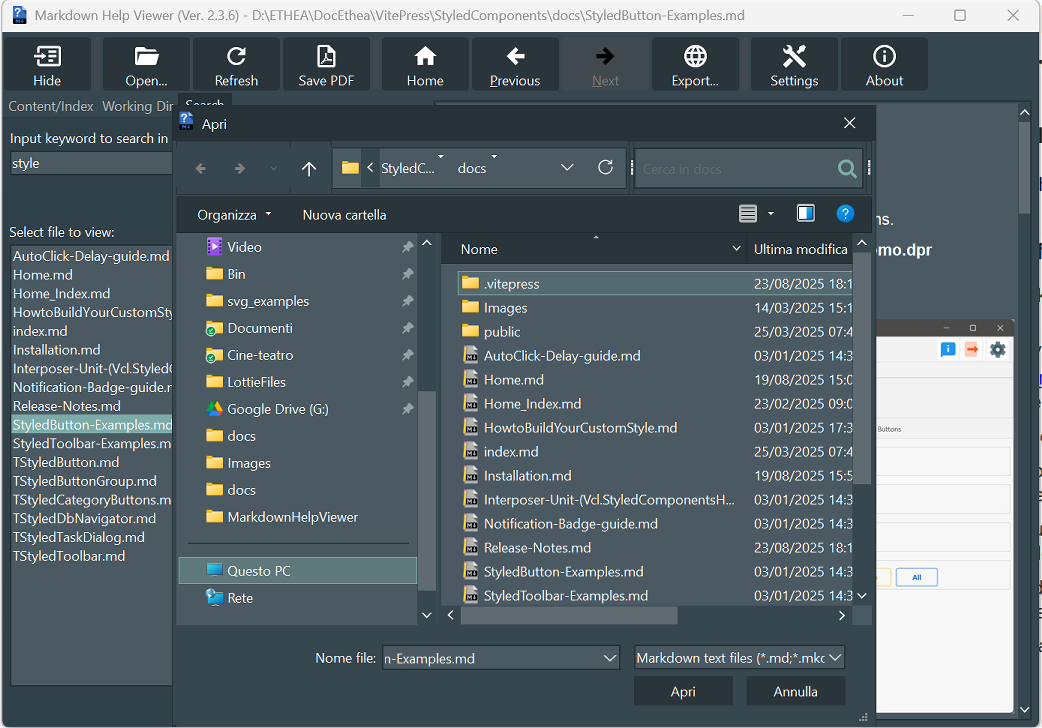 Markdown Help Viewer (Ver. 2.3.6) - D:\ETHEA\DocEthea\VitePress\StyledComponents\docs\StyledButton-Examples.md
Hide
Open...
Refresh
Save PDF
Home
Previous
Next
Export...
Settings
About
Content/Index
Working Dir
Search
Input keyword to search in
style
Select file to view:
AutoClick-Delay-guide.md
Home.md
Home_Index.md
HowtoBuildYourCustomSty
index.md
Installation.md
Interposer-Unit-(Vcl.Styled
Notification-Badge-guide.r
Release-Notes.md
StyledButton-Examples.md
StyledToolbar-Examples.m
TStyledButton.md
TStyledButtonGroup.md
TStyledCategoryButtons.m
TStyledDbNavigator.md
TStyledTaskDialog.md
TStyledToolbar.md
Apri
StyledC...
docs
Cerca in docs
Organizza
Nuova cartella
?
Video
Bin
svg_examples
Documenti
Cine-teatro
LottieFiles
Google Drive (G:)
docs
Images
docs
MarkdownHelpViewer
Questo PC
Rete
Nome
Ultima modifica
.vitepress 23/08/2025 18:1
Images 14/03/2025 15:1
public 25/03/2025 07:4
AutoClick-Delay-guide.md 03/01/2025 14:3
Home.md 19/08/2025 15:0
Home_Index.md 23/02/2025 09:0
HowtoBuildYourCustomStyle.md 03/01/2025 17:3
index.md 25/03/2025 07:4
Installation.md 19/08/2025 15:5
Interposer-Unit-(Vcl.StyledComponentsH... 03/01/2025 14:3
Notification-Badge-guide.md 03/01/2025 14:3
Release-Notes.md 23/08/2025 18:1
StyledButton-Examples.md 03/01/2025 14:3
StyledToolbar-Examples.md 03/01/2025 14:3
Nome file:
n-Examples.md
Markdown text files (*.md;*.mkc
Apri
Annulla
ns.
mo.dpr
Buttons
All